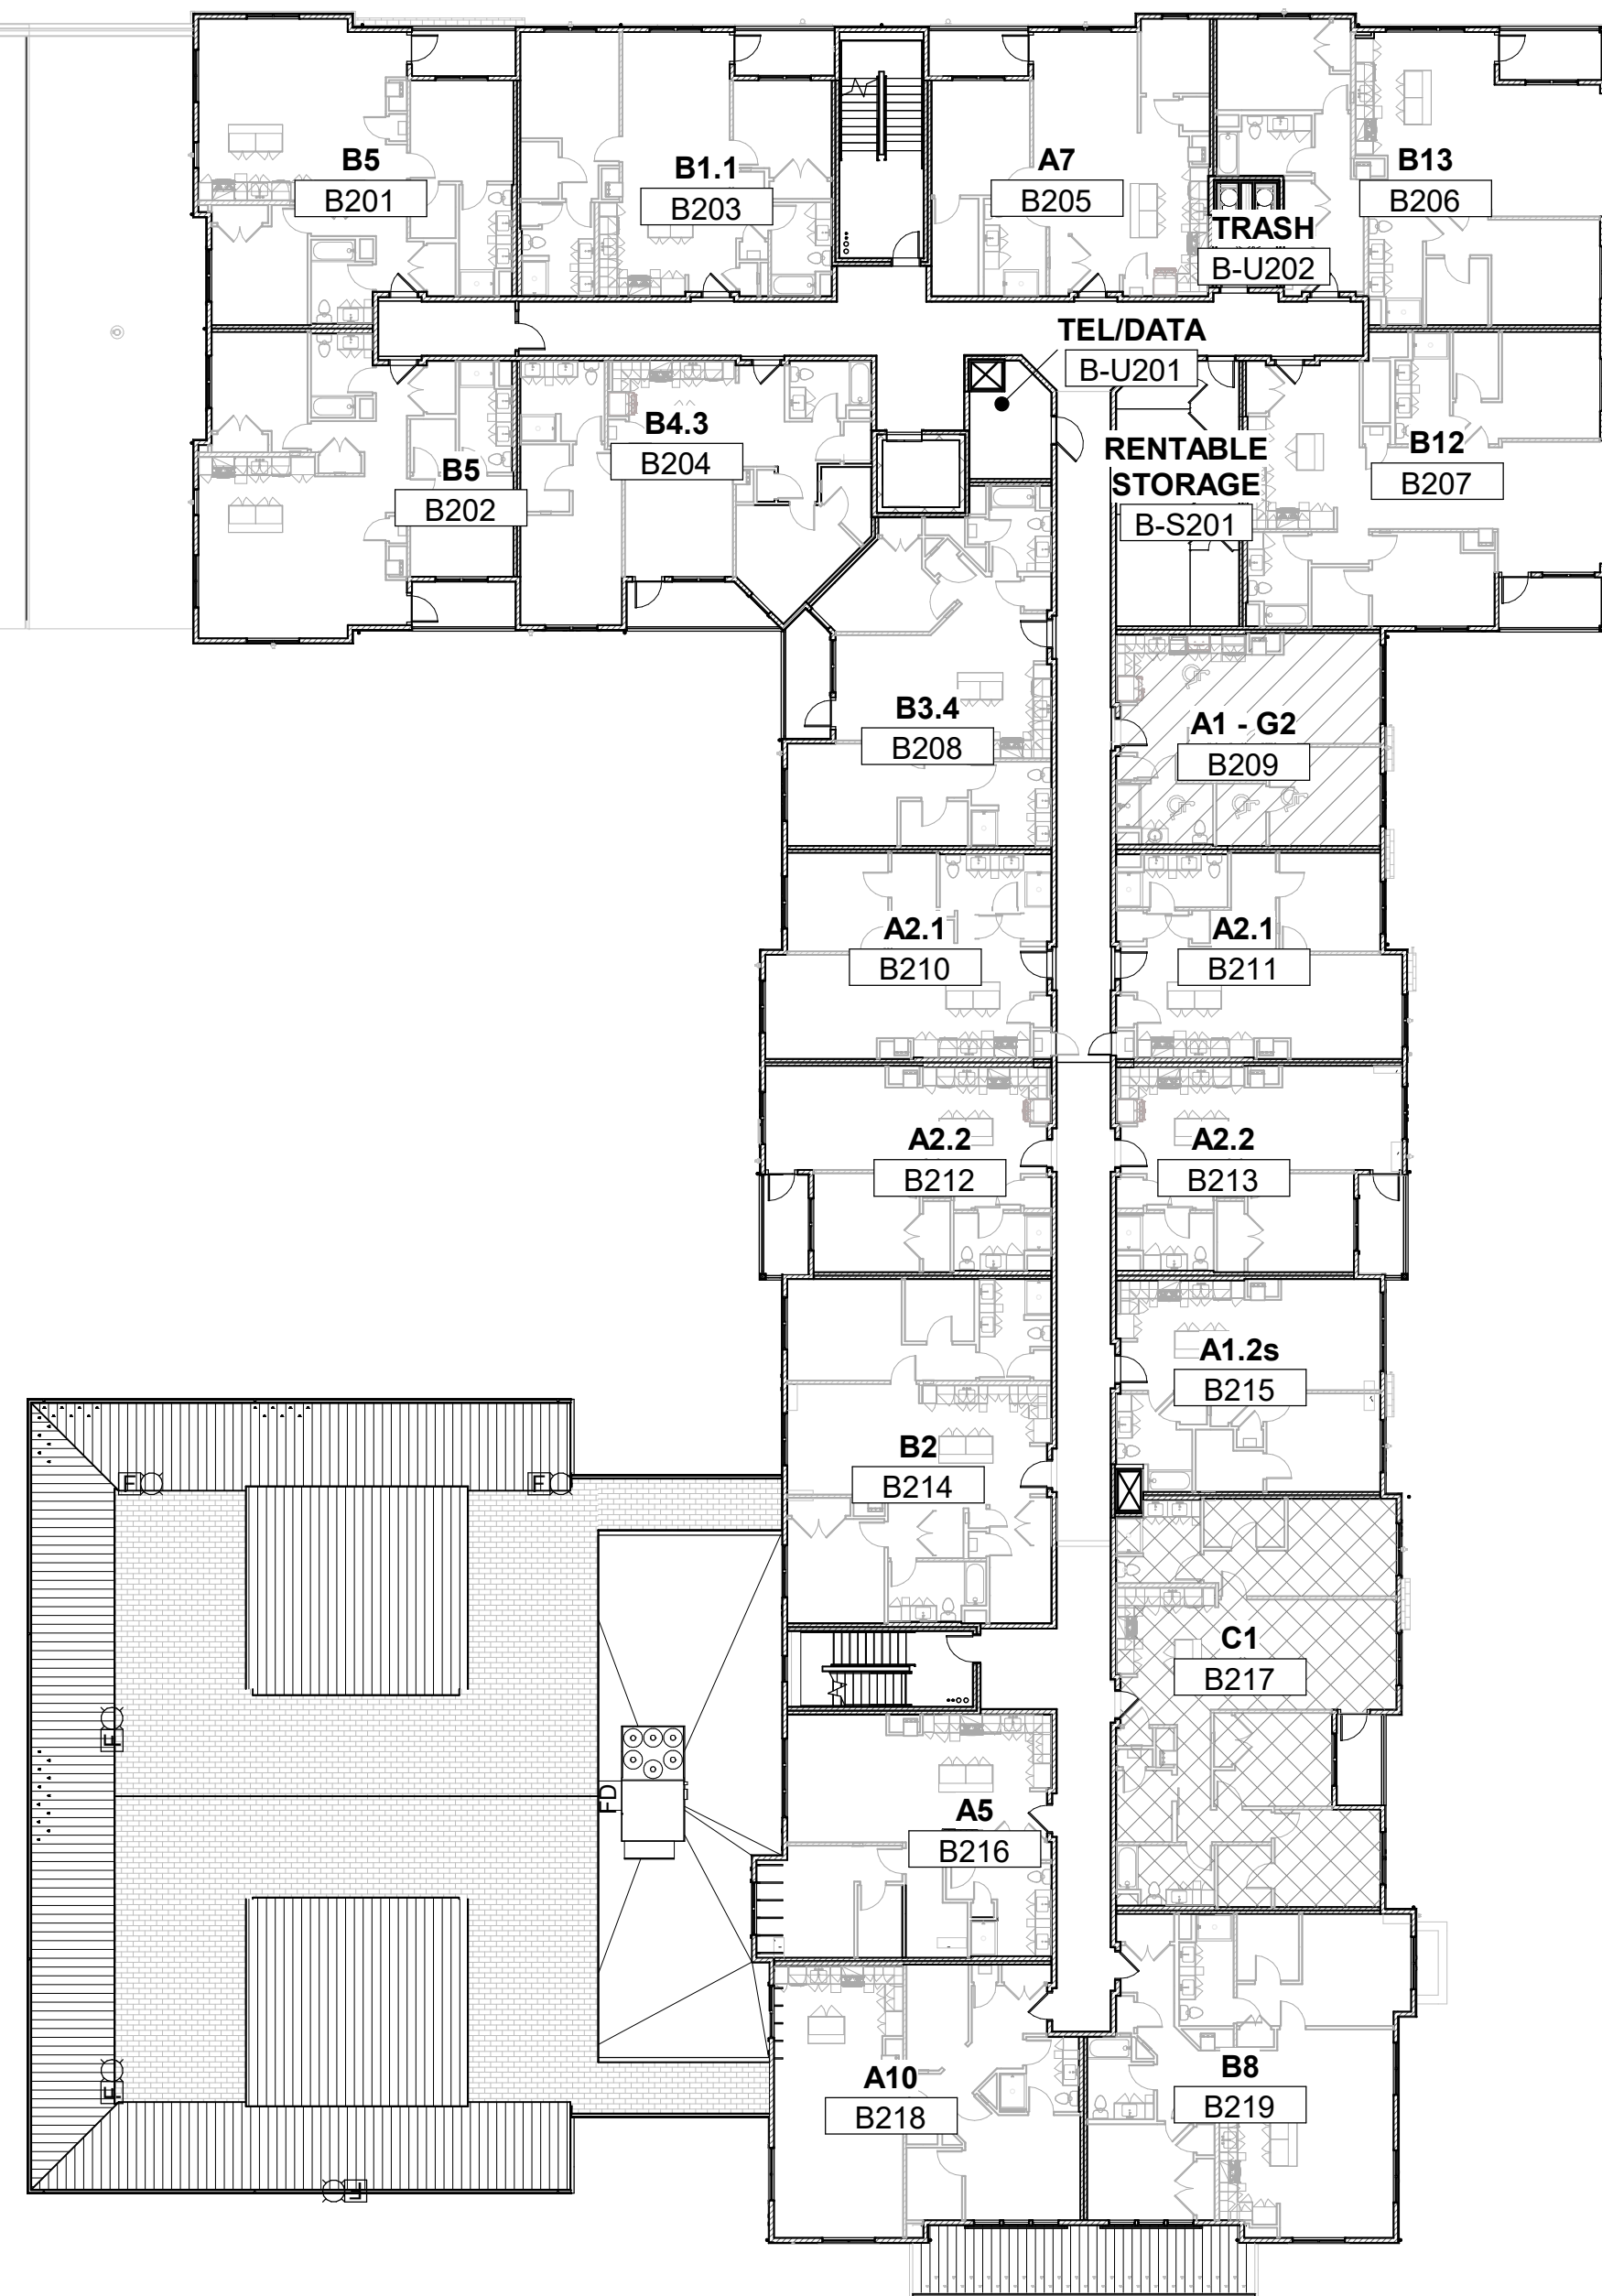 B5
B201
B1.1
B203
A7
B205
B13
B206
TRASH
B-U202
TEL/DATA
B-U201
B5
B202
B4.3
B204
RENTABLE
STORAGE
B-S201
B12
B207
B3.4
B208
A1 - G2
B209
A2.1
B210
A2.1
B211
A2.2
B212
A2.2
B213
A1.2s
B215
B2
B214
F
F
C1
B217
F
FD
A5
B216
F
A10
B218
B8
B219
F